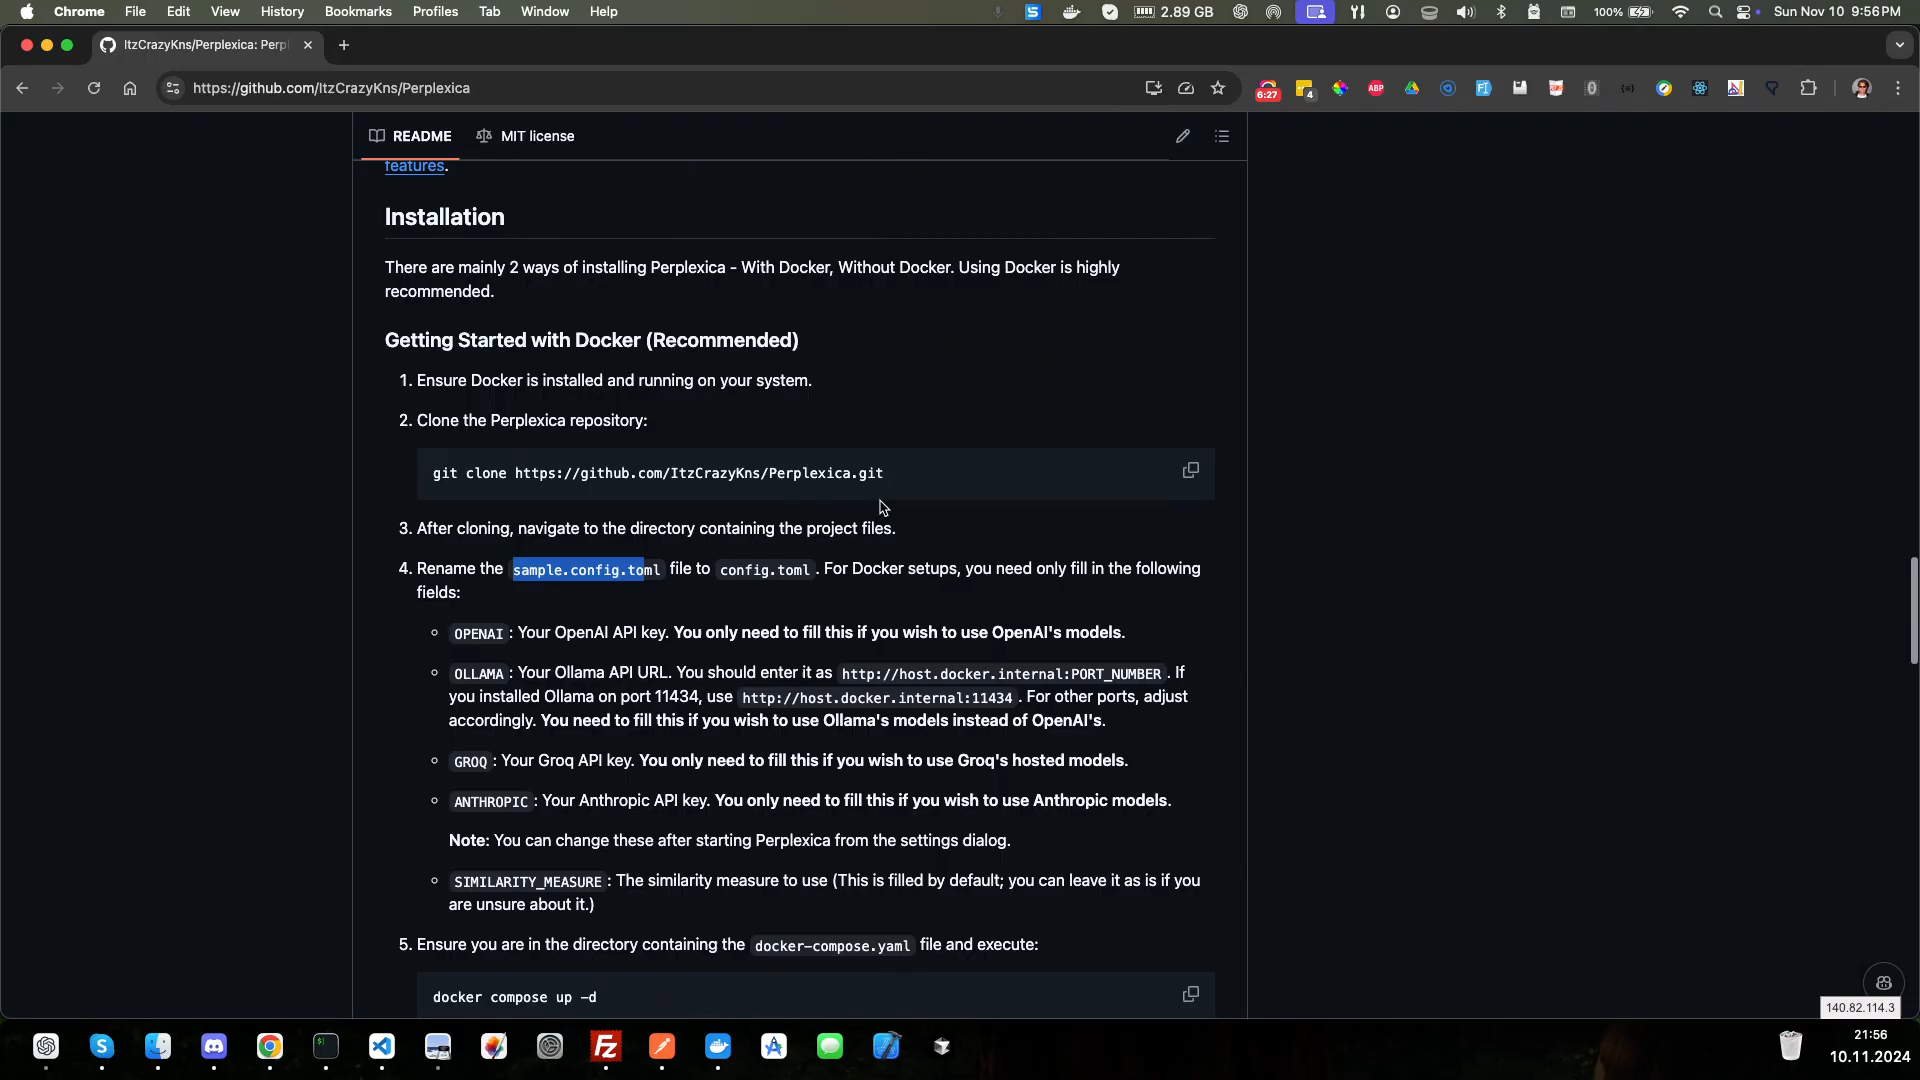 Chrome File Edit View History Bookmarks Profiles Tab Window Help 2.89 GB 100% Sun Nov 10 9:56 PM
ItzCrazyKns/Perplexica: Perp
https://github.com/ItzCrazyKns/Perplexica
6:27
4
ABP
README MIT license
features.
Installation
There are mainly 2 ways of installing Perplexica - With Docker, Without Docker. Using Docker is highly
recommended.
Getting Started with Docker (Recommended)
1. Ensure Docker is installed and running on your system.
2. Clone the Perplexica repository:
git clone https://github.com/ItzCrazyKns/Perplexica.git
3. After cloning, navigate to the directory containing the project files.
4. Rename the sample.config.toml file to config.toml. For Docker setups, you need only fill in the following
fields:
OPENAI: Your OpenAI API key. You only need to fill this if you wish to use OpenAI's models.
OLLAMA: Your Ollama API URL. You should enter it as http://host.docker.internal:PORT_NUMBER. If
you installed Ollama on port 11434, use http://host.docker.internal:11434. For other ports, adjust
accordingly. You need to fill this if you wish to use Ollama's models instead of OpenAI's.
GROQ: Your Groq API key. You only need to fill this if you wish to use Groq's hosted models.
ANTHROPIC: Your Anthropic API key. You only need to fill this if you wish to use Anthropic models.
Note: You can change these after starting Perplexica from the settings dialog.
SIMILARITY_MEASURE: The similarity measure to use (This is filled by default; you can leave it as is if you
are unsure about it.)
5. Ensure you are in the directory containing the docker-compose.yaml file and execute:
docker compose up -d
140.82.114.3
21:56
10.11.2024